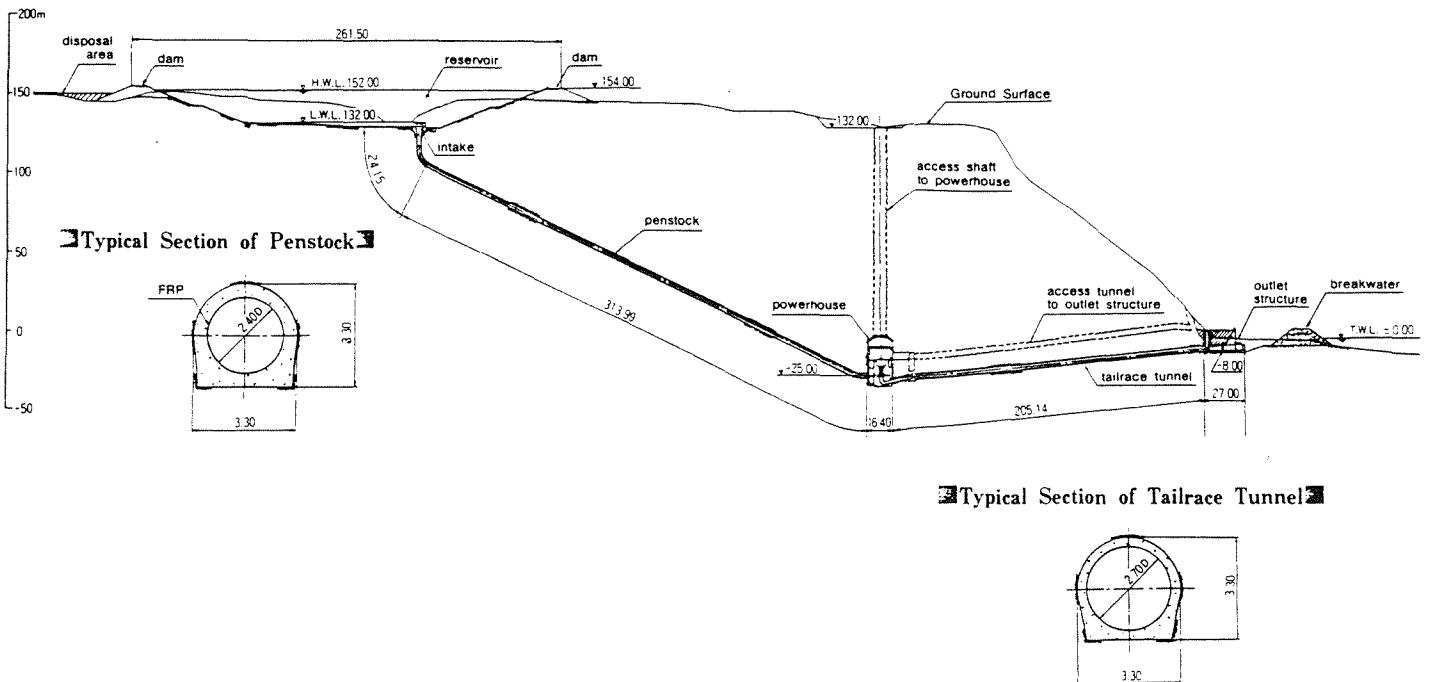 200m
261.50
disposal
area
dam
reservoir
dam
H.W.L. 152.00
154.00
150
Ground Surface
L.W.L. 132.00
132.00
intake
100
24.15
access shaft
to powerhouse
penstock
Typical Section of Penstock
50
FRP
2.40D
3.30
3.30
313.99
powerhouse
access tunnel
to outlet structure
outlet
structure
breakwater
0
T.W.L. ±0.00
-25.00
tailrace tunnel
-8.00
-50
16.40
205.14
27.00
Typical Section of Tailrace Tunnel
2.70D
3.30
3.30